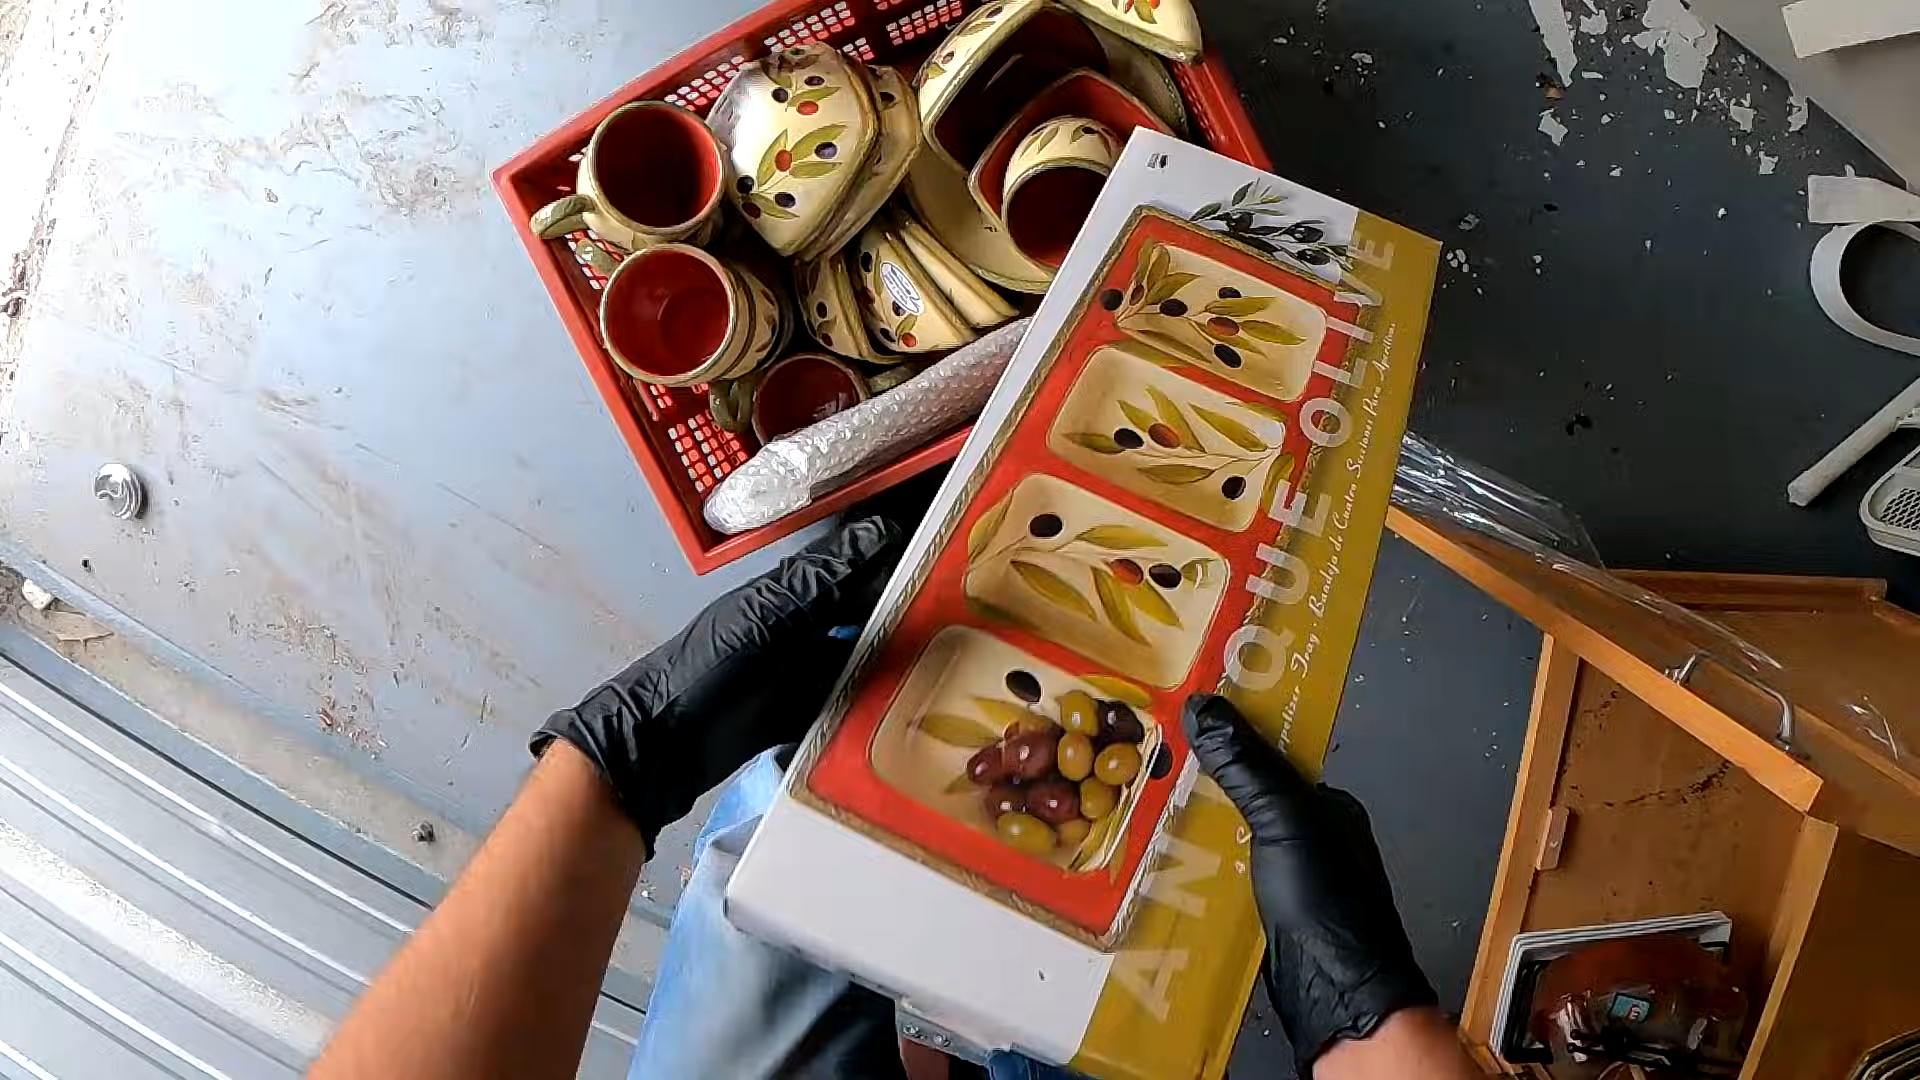 ANTIQUE OLIVE
Appetizer Tray · Bandeja de Cuatro Secciones Para Aperitivos